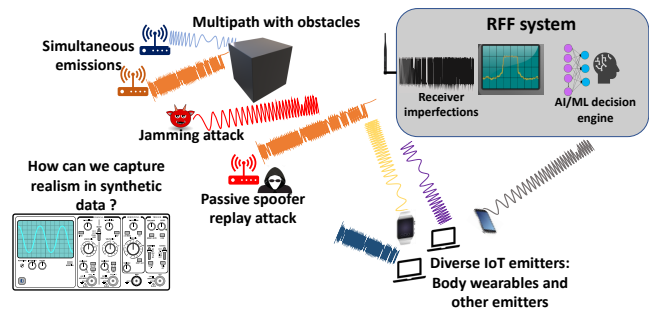 Multipath with obstacles
Simultaneous
emissions
RFF system
Receiver
imperfections
AI/ML decision
engine
Jamming attack
Passive spoofer
replay attack
How can we capture
realism in synthetic
data ?
Diverse IoT emitters:
Body wearables and
other emitters